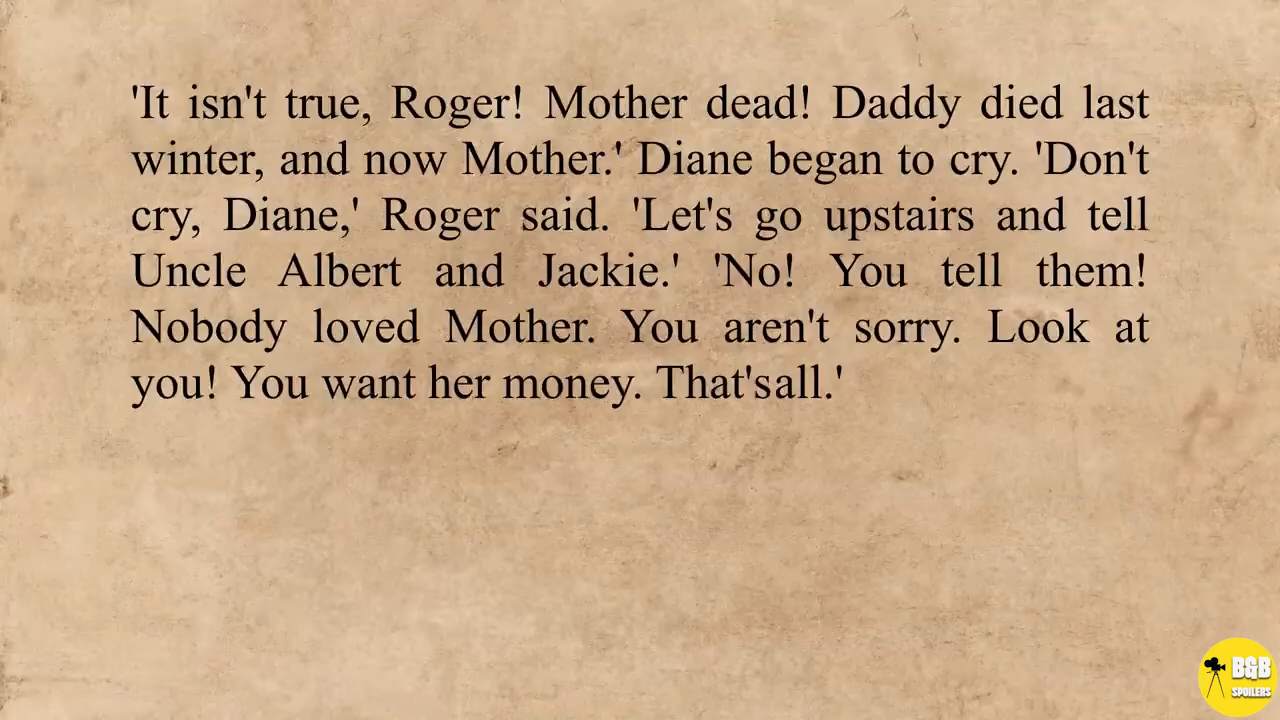 'It isn't true, Roger! Mother dead! Daddy died last
winter, and now Mother.' Diane began to cry. 'Don't
cry, Diane,' Roger said. 'Let's go upstairs and tell
Uncle Albert and Jackie.' 'No! You tell them!
Nobody loved Mother. You aren't sorry. Look at
you! You want her money. That'sall.'
B&B
SPOILERS